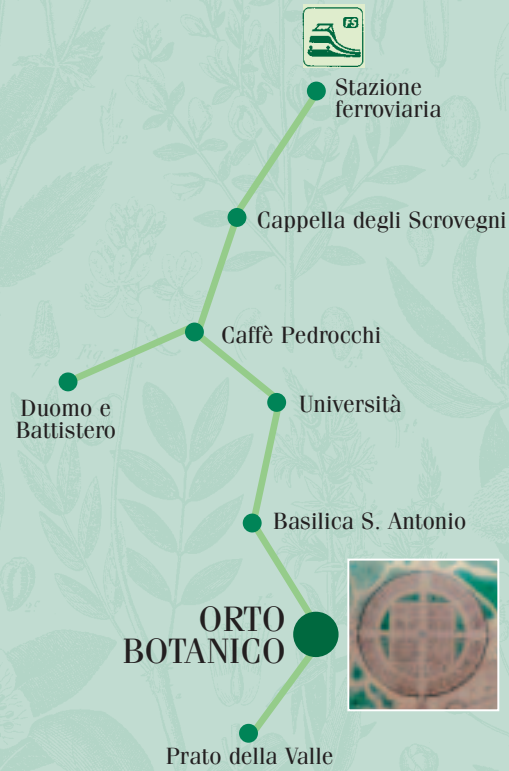 FS
Stazione
ferroviaria
Cappella degli Scrovegni
Caffè Pedrocchi
Duomo e
Battistero
Università
Basilica S. Antonio
ORTO
BOTANICO
Prato della Valle